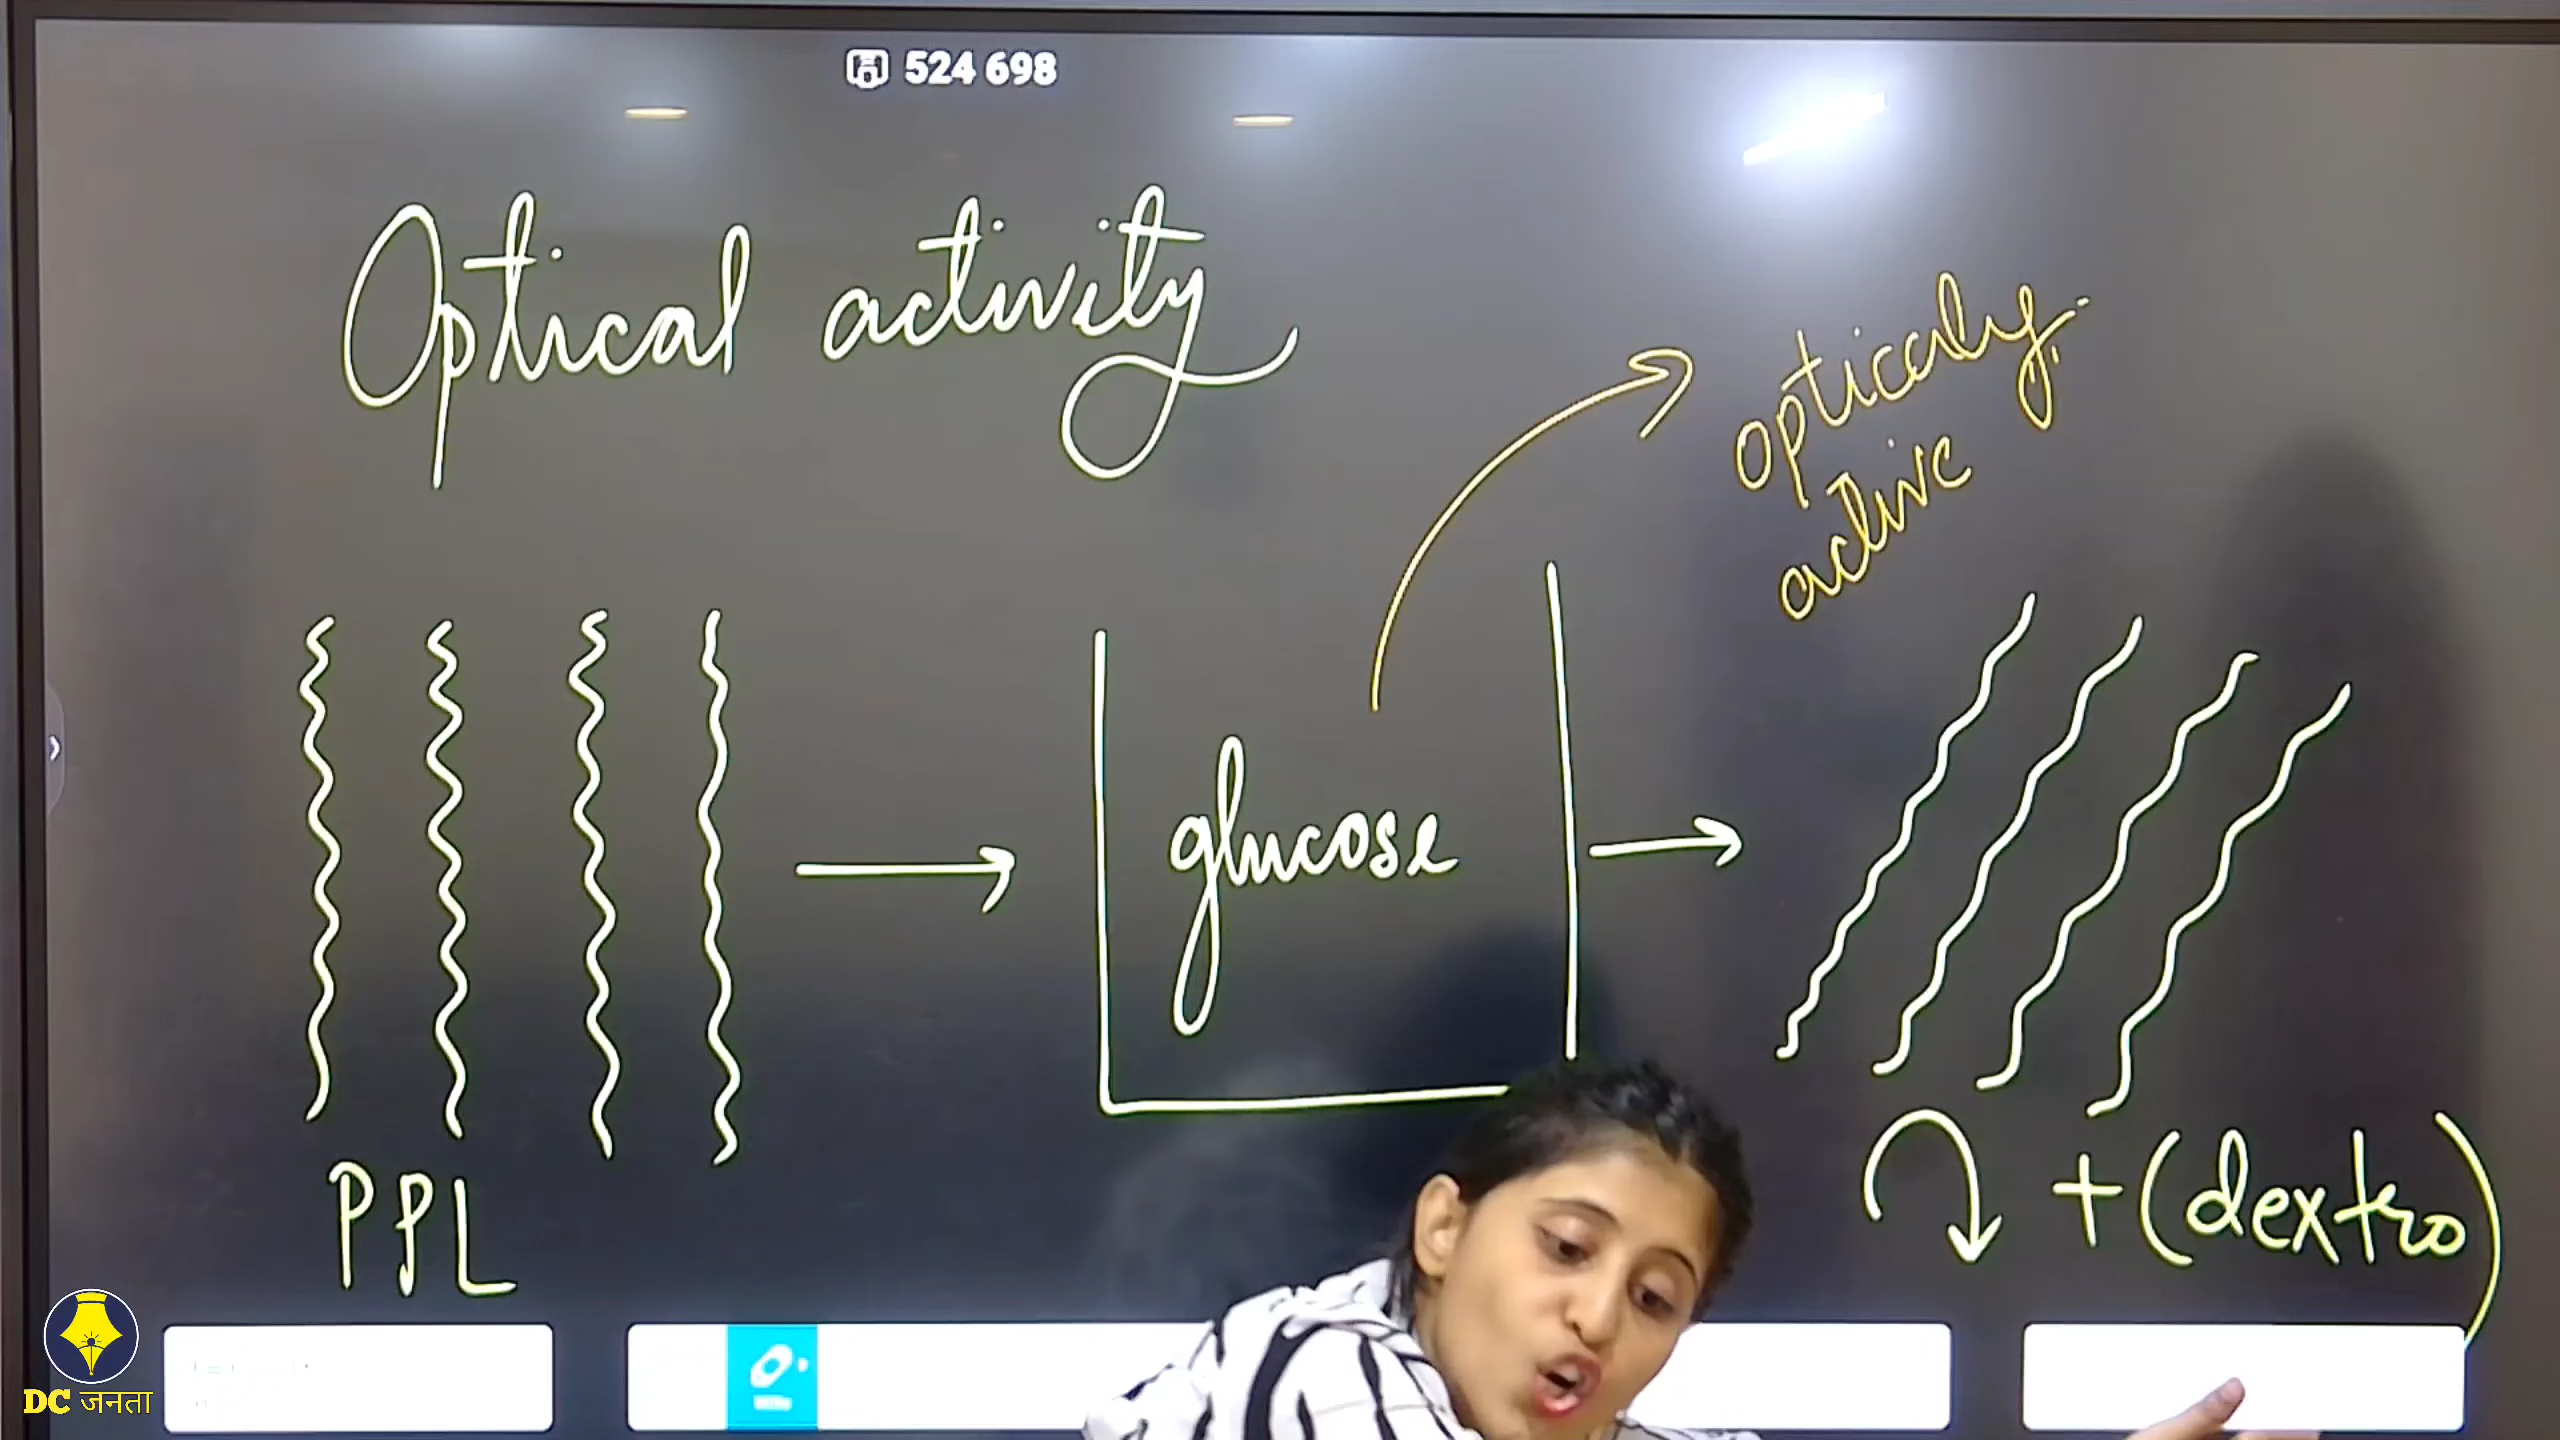 524 698
Optical activity
optically
active
glucose
PPL
+ (dextro)
DC जनता